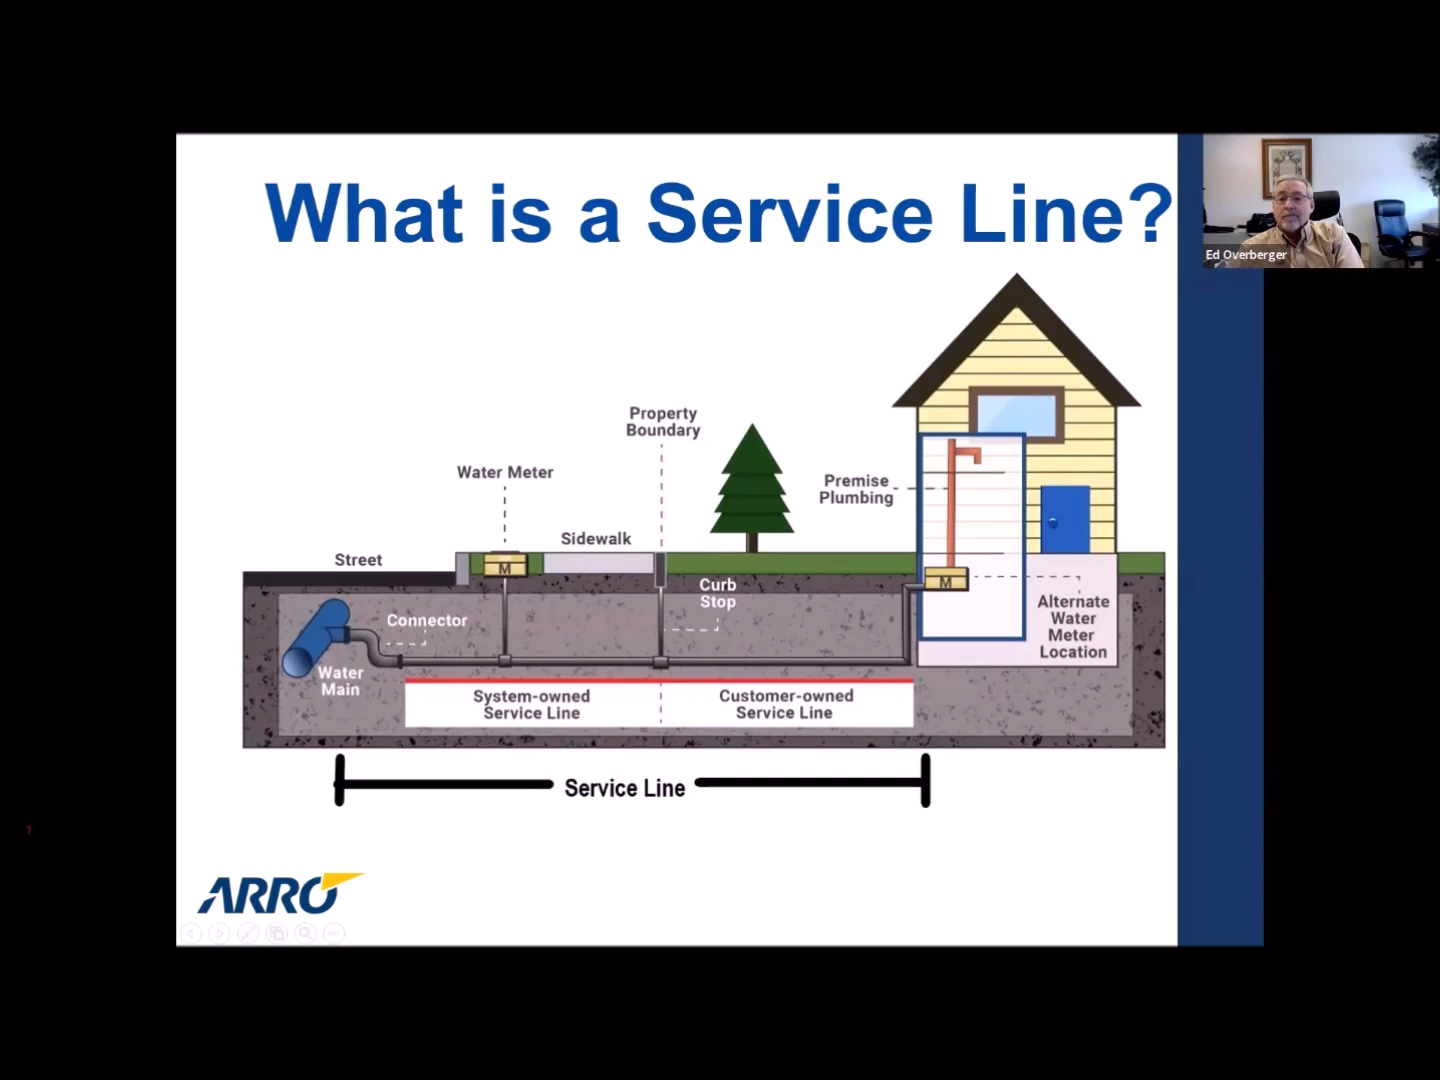 What is a Service Line?
Ed Overberger
Property
Boundary
Water Meter
Premise
Plumbing
Sidewalk
Street
M
Curb
Stop
M
Connector
Alternate
Water
Meter
Location
Water
Main
System-owned
Service Line
Customer-owned
Service Line
Service Line
ARRO